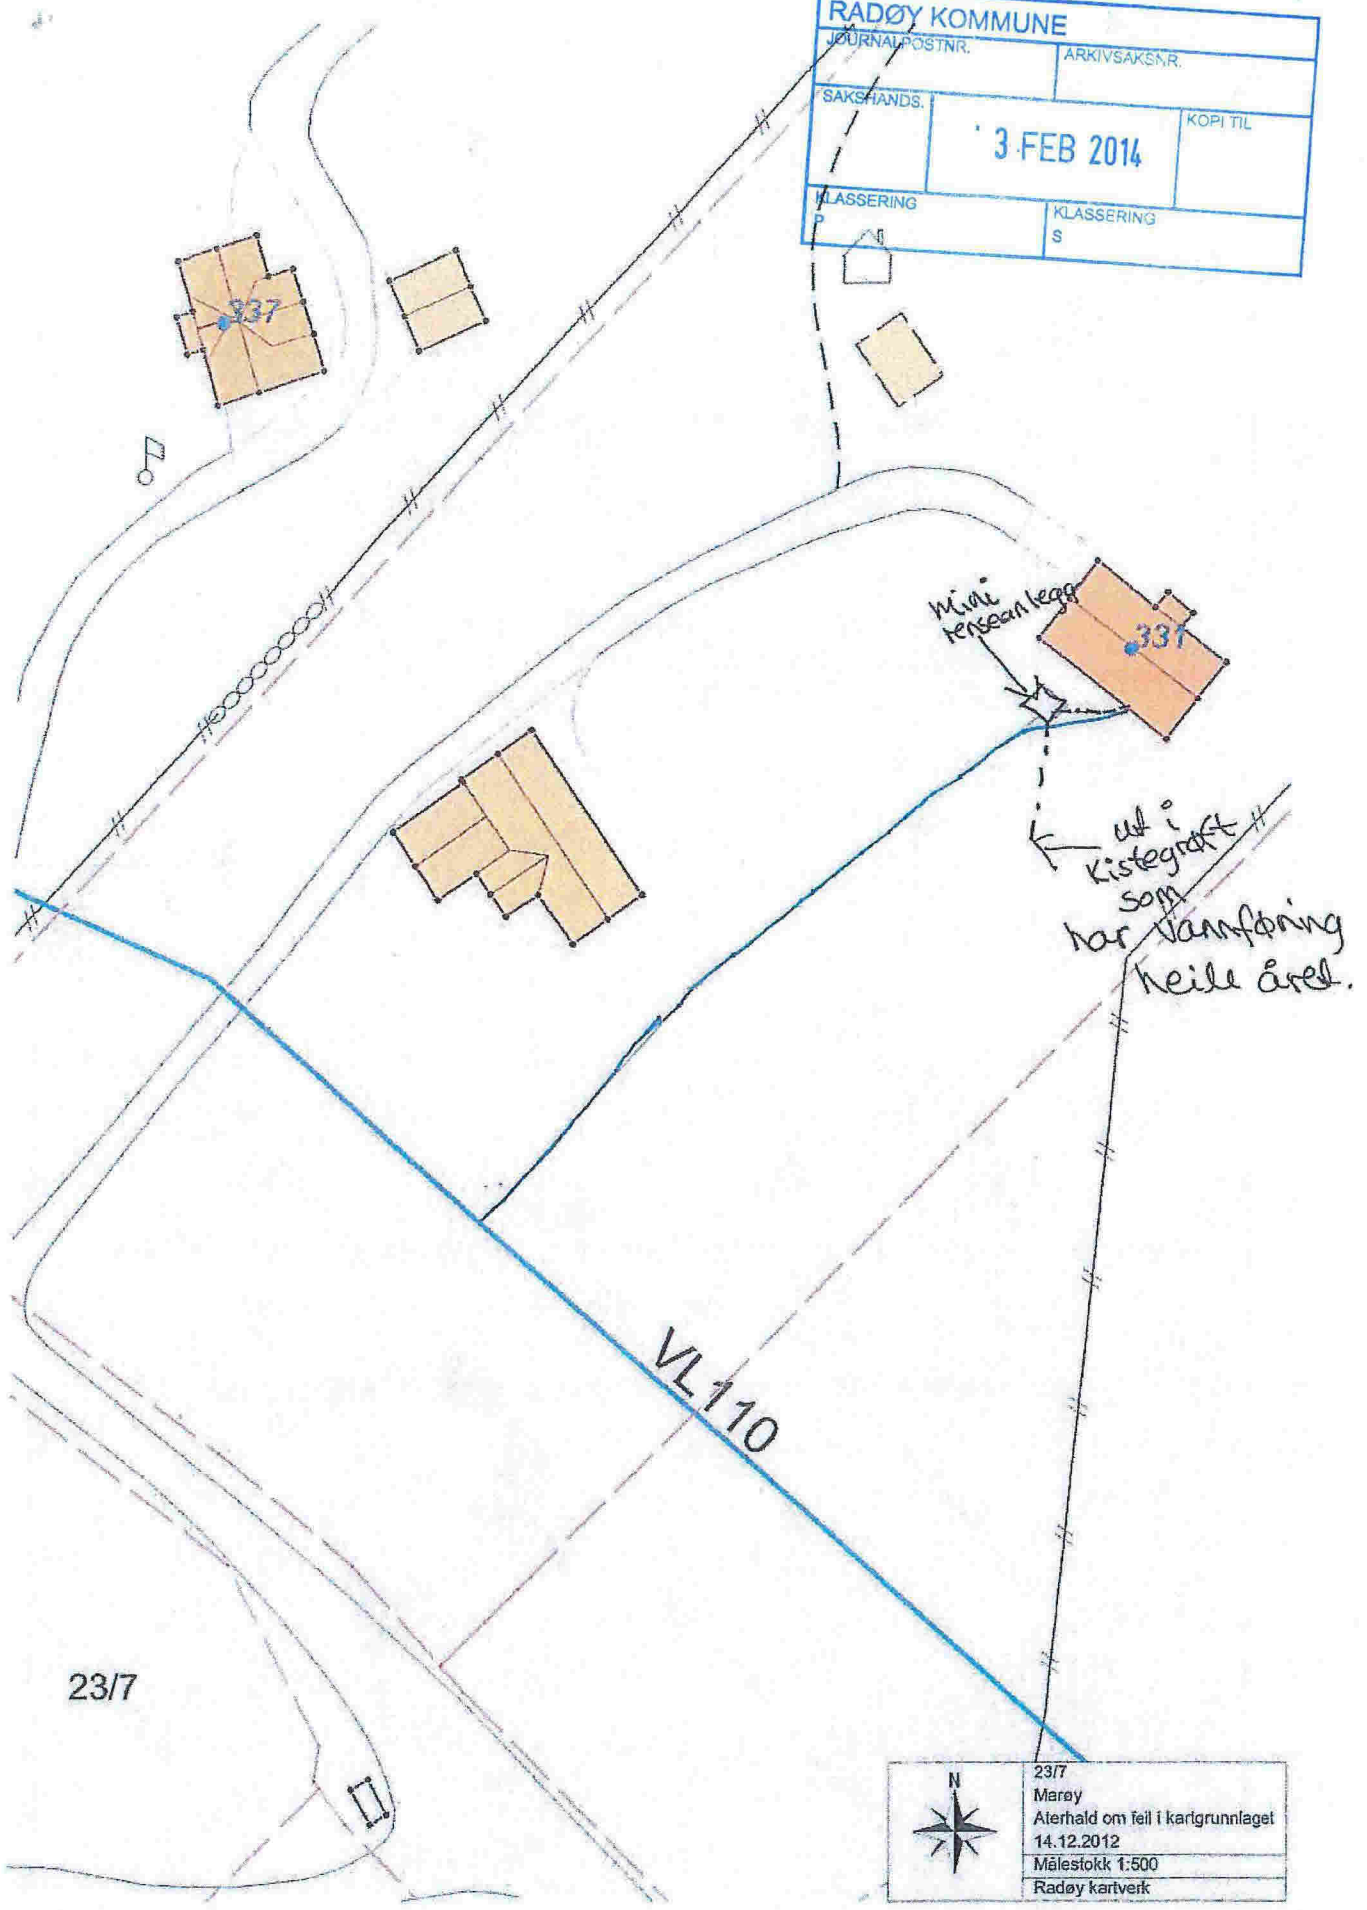 RADØY KOMMUNE
JOURNALPOSTNR.
ARKIVSAKSNR.
SAKSHANDS.
3 FEB 2014
KOPI TIL
KLASSERING
P
KLASSERING
S
337
mini
renseanlegg
331
ut i
Kistegrøft
som
har vannføring
heile året.
VL 110
23/7
N
23/7
Marøy
Aterhald om feil i kartgrunnlaget
14.12.2012
Målestokk 1:500
Radøy kartverk